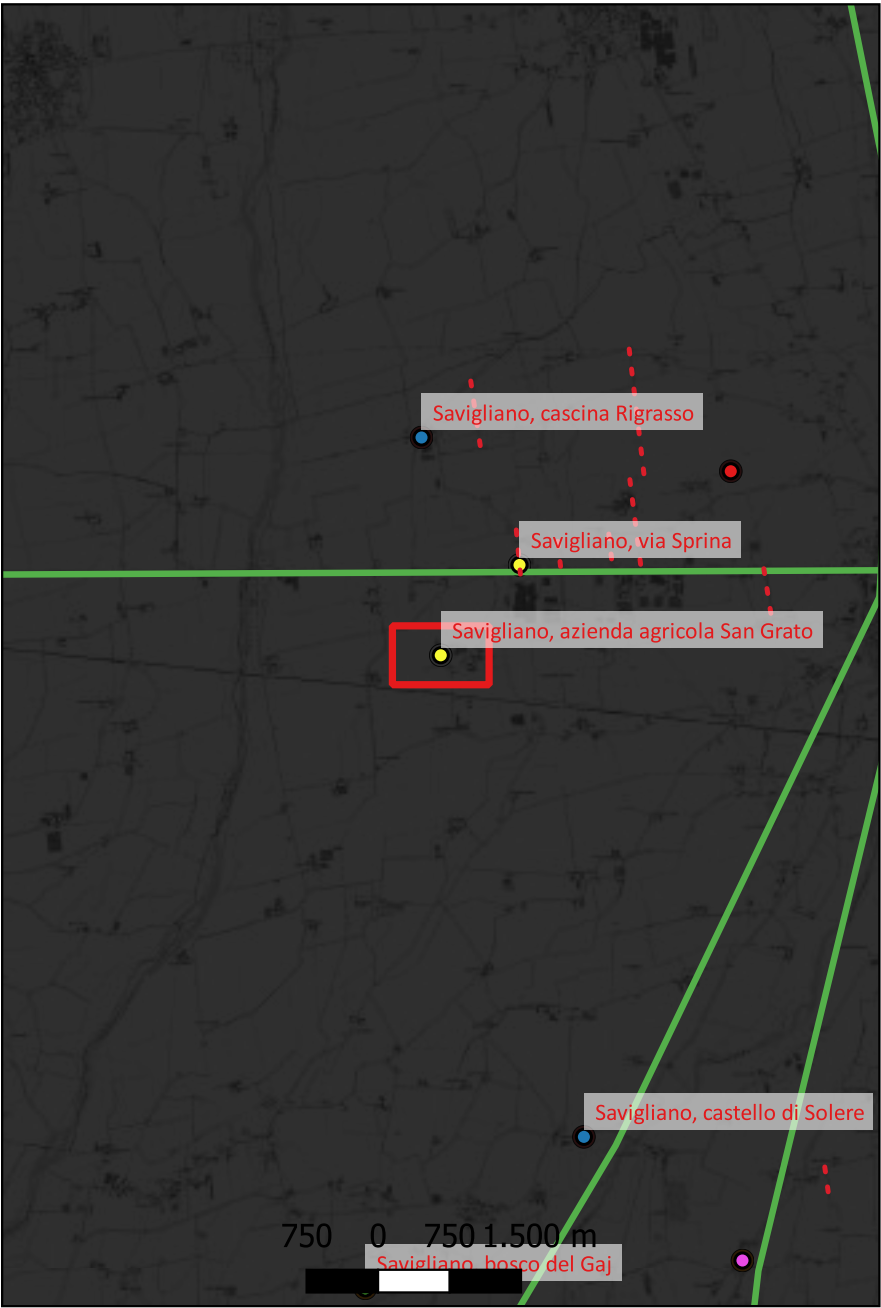 Savigliano, cascina Rigrasso
Savigliano, via Sprina
Savigliano, azienda agricola San Grato
Savigliano, castello di Solere
750 0 750 1.500 m
Savigliano, bosco del Gaj